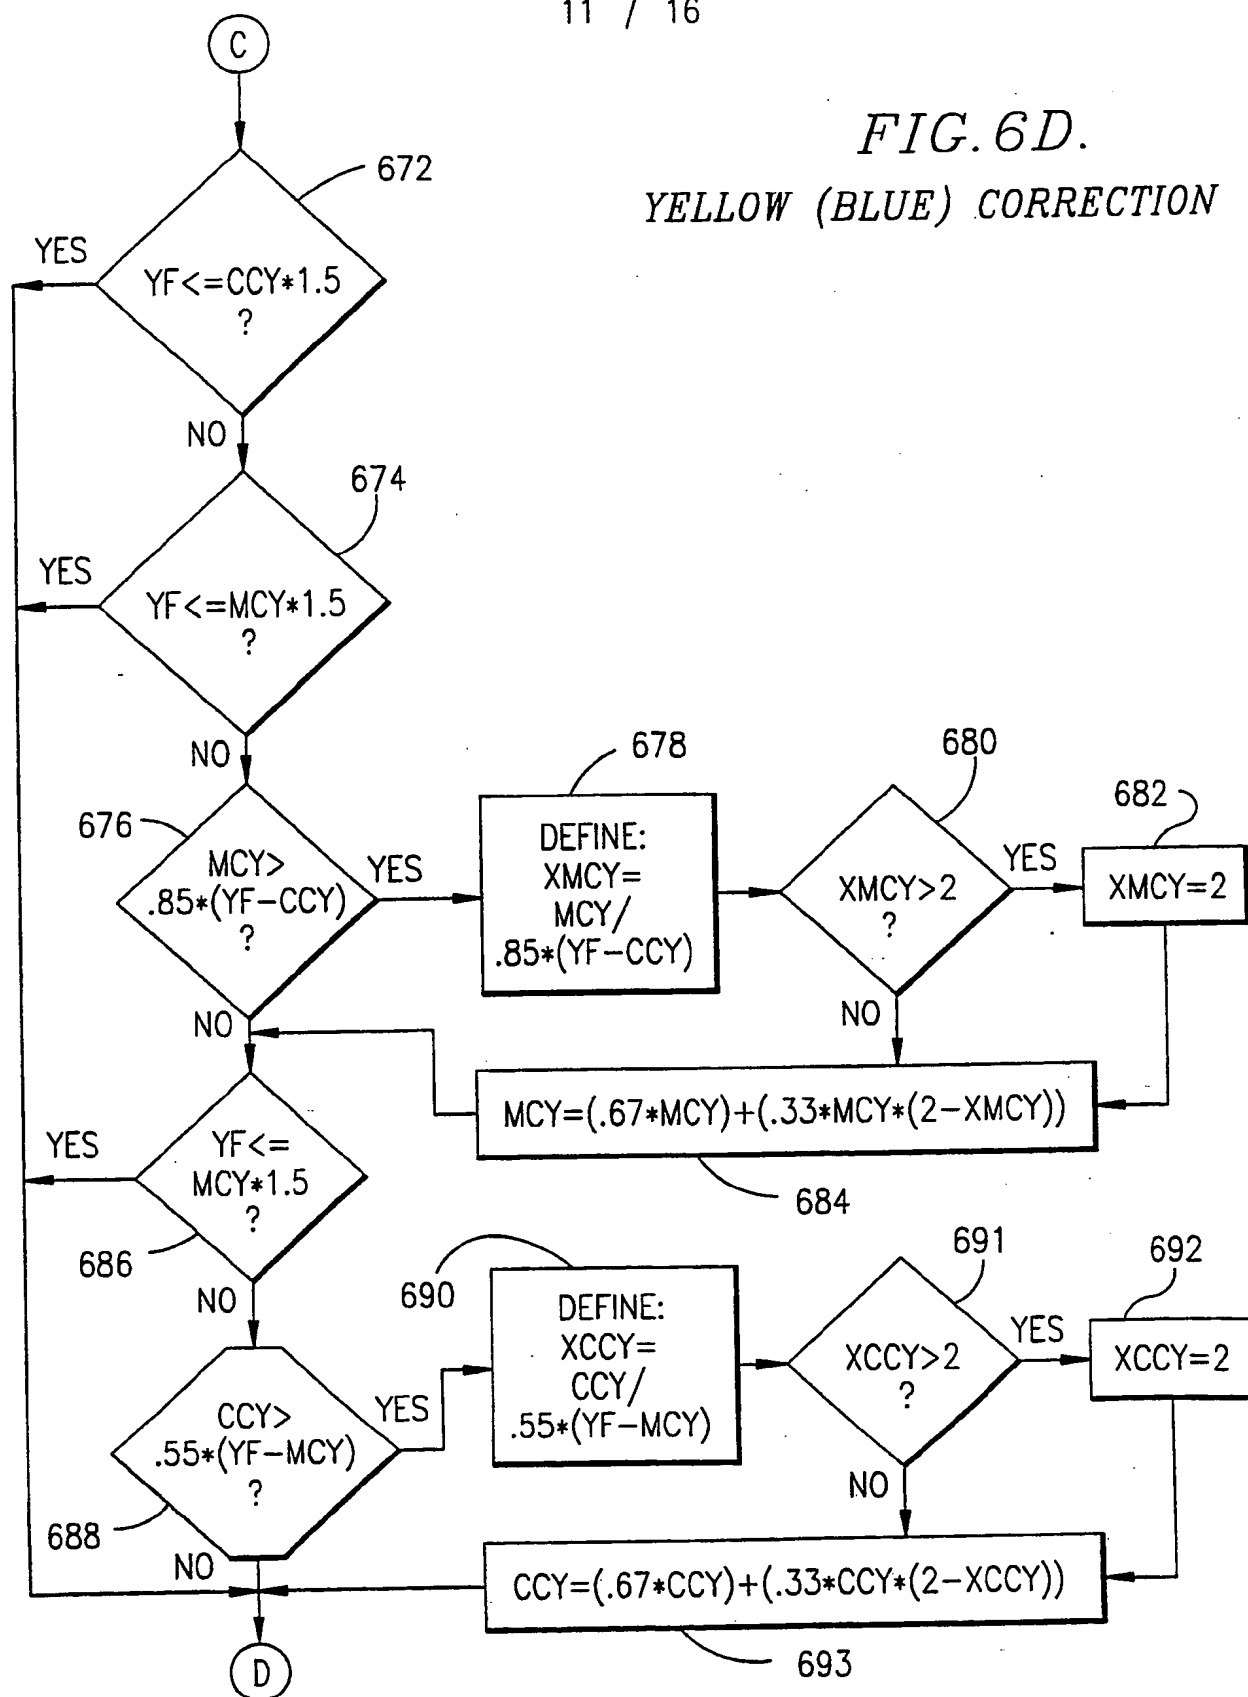 11 / 16
C
FIG. 6D.
YELLOW (BLUE) CORRECTION
672
YES
YF<=CCY*1.5
?
NO
674
YES
YF<=MCY*1.5
?
NO
676
MCY>
.85*(YF-CCY)
?
YES
678
DEFINE:
XMCY=
MCY/
.85*(YF-CCY)
680
XMCY>2
?
YES
682
XMCY=2
NO
NO
MCY=(.67*MCY)+(.33*MCY*(2-XMCY))
684
YES
YF<=
MCY*1.5
?
686
NO
690
DEFINE:
XCCY=
CCY/
.55*(YF-MCY)
691
XCCY>2
?
YES
692
XCCY=2
CCY>
.55*(YF-MCY)
?
YES
688
NO
NO
CCY=(.67*CCY)+(.33*CCY*(2-XCCY))
693
D